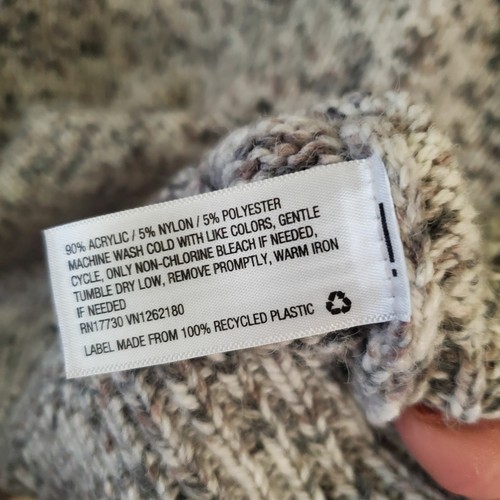 90% ACRYLIC / 5% NYLON / 5% POLYESTER
MACHINE WASH COLD WITH LIKE COLORS, GENTLE
CYCLE, ONLY NON-CHLORINE BLEACH IF NEEDED,
TUMBLE DRY LOW, REMOVE PROMPTLY, WARM IRON
IF NEEDED
RN17730 VN1262180
LABEL MADE FROM 100% RECYCLED PLASTIC